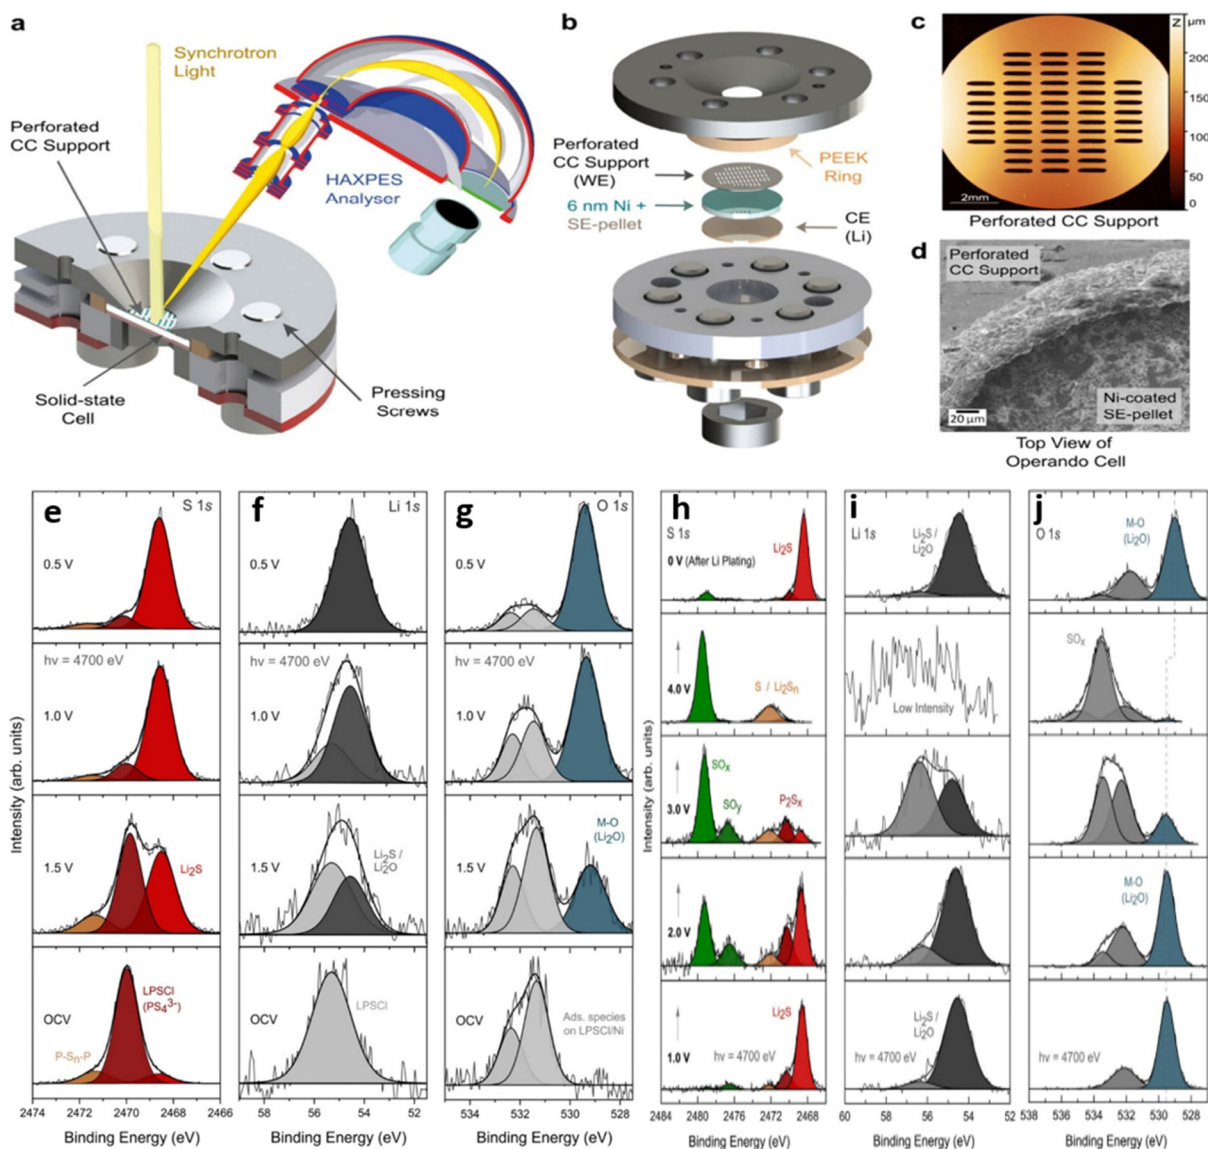 a
Synchrotron
Light
Perforated
CC Support
HAXPES
Analyser
Solid-state
Cell
Pressing
Screws
b
Perforated
CC Support
(WE)
PEEK
Ring
6 nm Ni +
SE-pellet
CE
(Li)
c
Z µm
200
150
100
50
0
2mm
Perforated CC Support
d
Perforated
CC Support
Ni-coated
SE-pellet
20 µm
Top View of
Operando Cell
e
S 1s
0.5 V
hν = 4700 eV
1.0 V
1.5 V
Li2S
LPSCl
(PS4^3-)
OCV
P-Sn-P
Intensity (arb. units)
2474 2472 2470 2468 2466
Binding Energy (eV)
f
Li 1s
0.5 V
1.0 V
1.5 V
Li2S /
Li2O
OCV
LPSCl
58 56 54 52
Binding Energy (eV)
g
O 1s
0.5 V
hν = 4700 eV
1.0 V
M-O
(Li2O)
1.5 V
Ads. species
on LPSCl/Ni
OCV
534 532 530 528
Binding Energy (eV)
h
S 1s
Li2S
0 V (After Li Plating)
4.0 V
S / Li2Sn
SOx
SOy
P2Sx
3.0 V
2.0 V
Li2S
1.0 V
hν = 4700 eV
Intensity (arb. units)
2484 2480 2476 2472 2468
Binding Energy (eV)
i
Li 1s
Li2S /
Li2O
Low Intensity
Li2S /
Li2O
hν = 4700 eV
60 58 56 54 52
Binding Energy (eV)
j
O 1s
M-O
(Li2O)
SOx
M-O
(Li2O)
hν = 4700 eV
538 536 534 532 530 528
Binding Energy (eV)